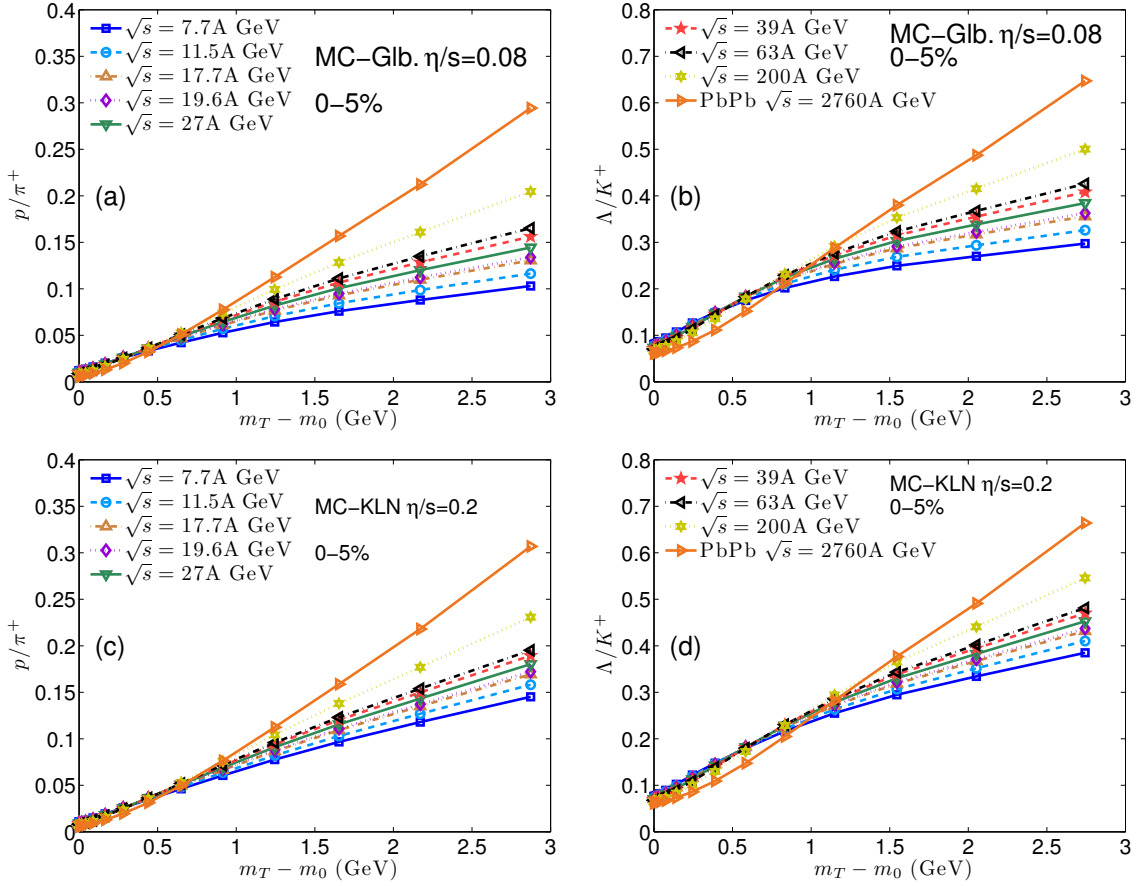 0.4
0.35
0.3
0.25
0.2
0.15
0.1
0.05
0
p/π⁺
√s = 7.7A GeV
√s = 11.5A GeV
√s = 17.7A GeV
√s = 19.6A GeV
√s = 27A GeV
MC−Glb. η/s=0.08
0−5%
(a)
0 0.5 1 1.5 2 2.5 3
m_T − m_0 (GeV)
0.8
0.7
0.6
0.5
0.4
0.3
0.2
0.1
0
Λ/K⁺
√s = 39A GeV
√s = 63A GeV
√s = 200A GeV
PbPb √s = 2760A GeV
MC−Glb. η/s=0.08
0−5%
(b)
0 0.5 1 1.5 2 2.5 3
m_T − m_0 (GeV)
0.4
0.35
0.3
0.25
0.2
0.15
0.1
0.05
0
p/π⁺
√s = 7.7A GeV
√s = 11.5A GeV
√s = 17.7A GeV
√s = 19.6A GeV
√s = 27A GeV
MC−KLN η/s=0.2
0−5%
(c)
0 0.5 1 1.5 2 2.5 3
m_T − m_0 (GeV)
0.8
0.7
0.6
0.5
0.4
0.3
0.2
0.1
0
Λ/K⁺
√s = 39A GeV
√s = 63A GeV
√s = 200A GeV
PbPb √s = 2760A GeV
MC−KLN η/s=0.2
0−5%
(d)
0 0.5 1 1.5 2 2.5 3
m_T − m_0 (GeV)